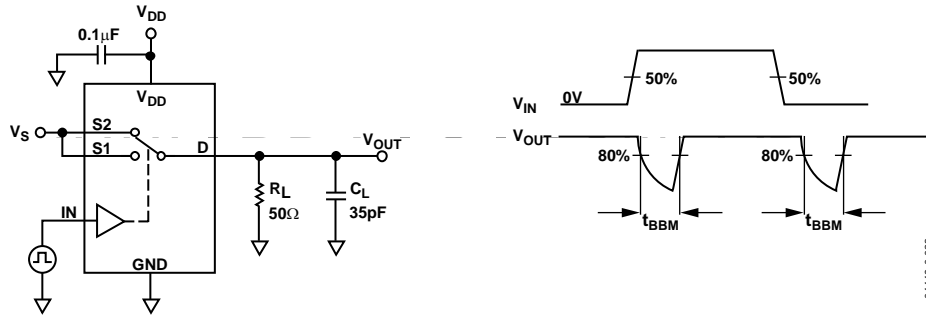 VDD
0.1µF
VDD
VS
S2
S1
D
VOUT
IN
RL
50Ω
CL
35pF
GND
VIN
0V
50%
50%
VOUT
80%
80%
tBBM
tBBM